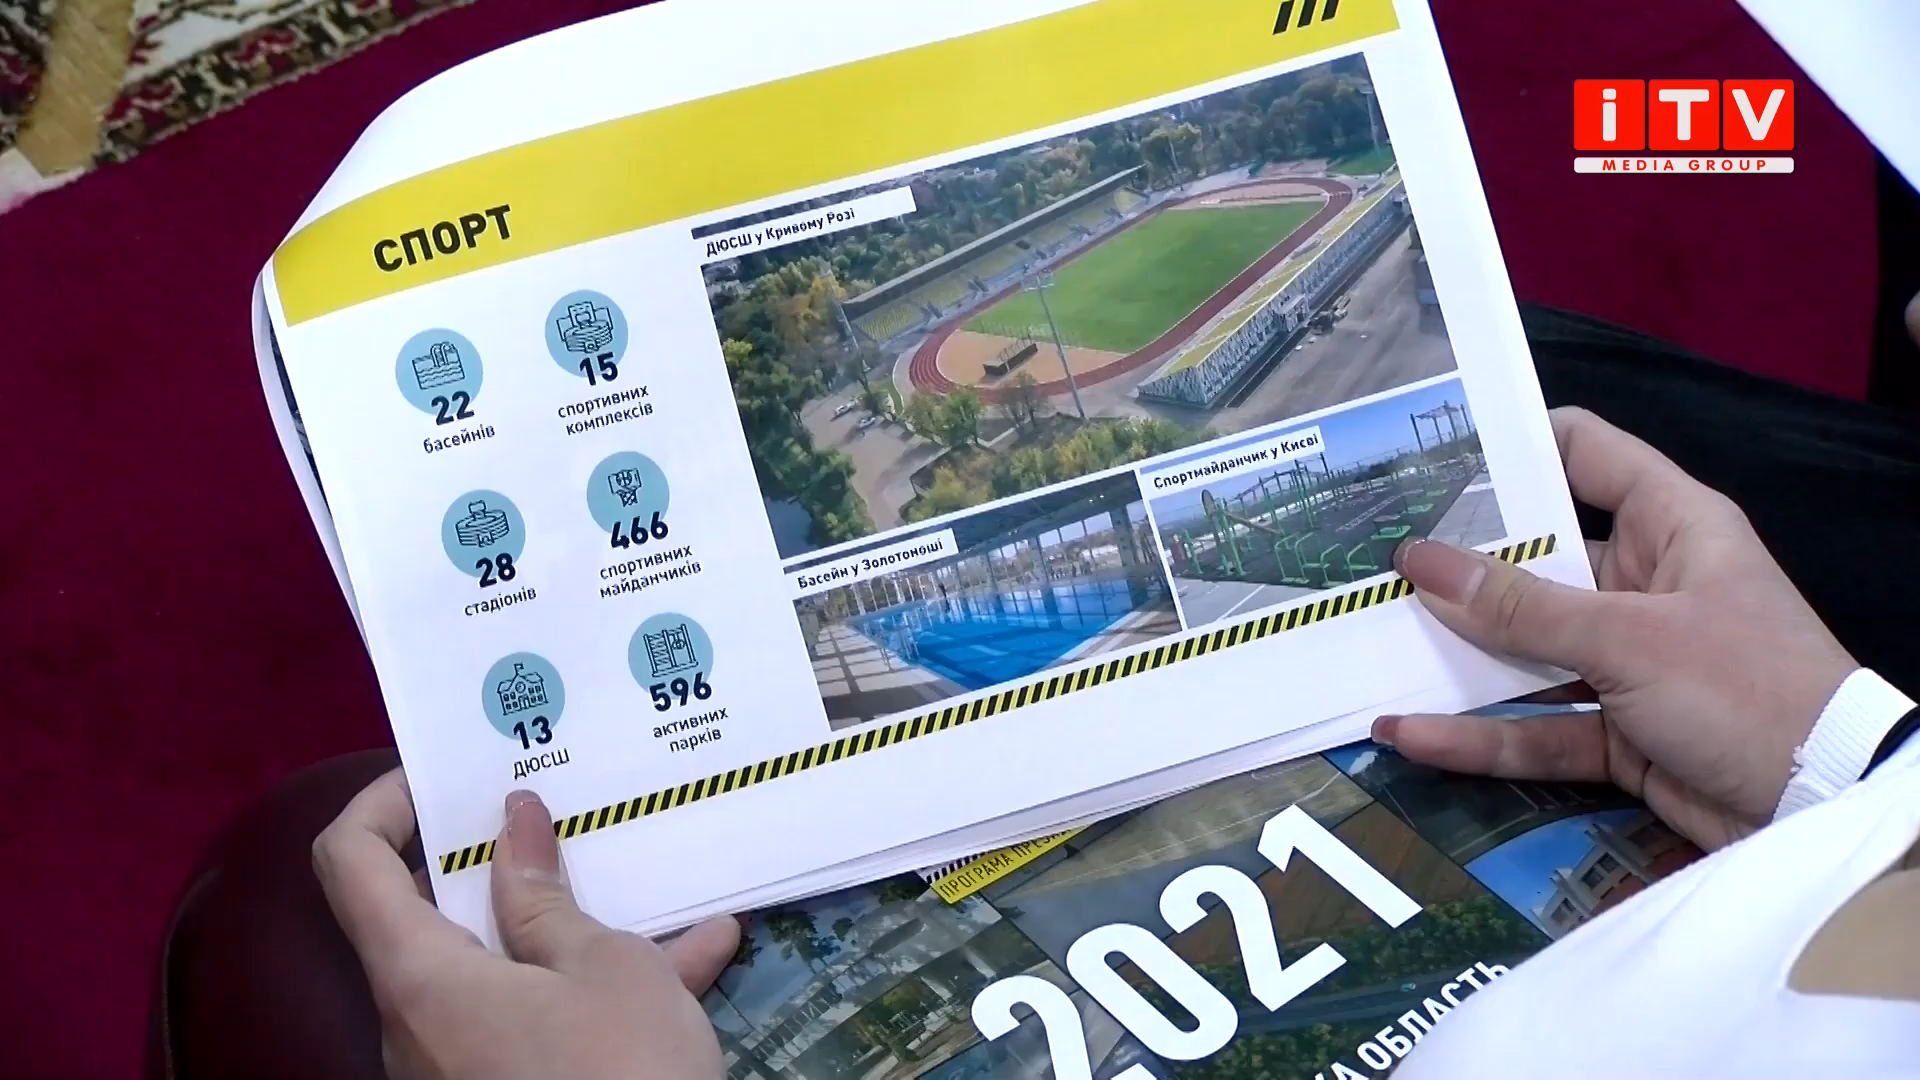 iTV
MEDIA GROUP
СПОРТ
22
басейнів
15
спортивних
комплексів
28
стадіонів
466
спортивних
майданчиків
13
ДЮСШ
596
активних
парків
ДЮСШ у Кривому Розі
Басейн у Золотоноші
Спортмайданчик у Києві
ПРОГРАМА
2021
ОБЛАСТЬ